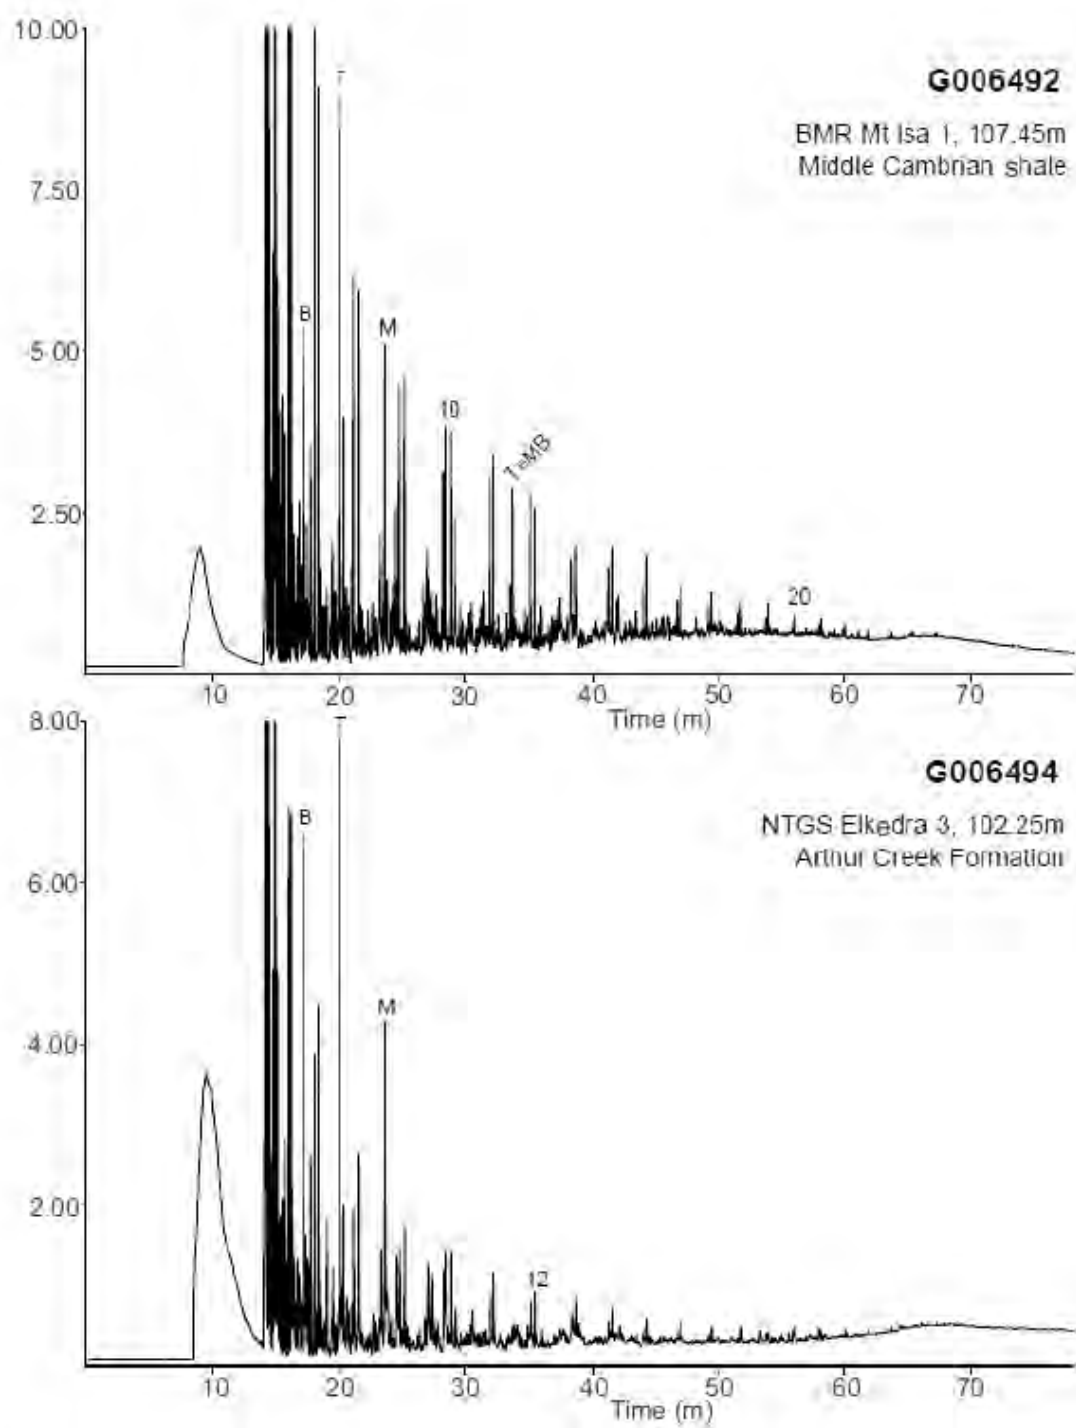 10.00
T
G006492
BMR Mt Isa 1, 107.45m
Middle Cambrian shale
7.50
B
M
5.00
10
TeMB
2.50
20
10 20 30 40 50 60 70
Time (m)
8.00
T
G006494
B
NTGS Elkedra 3, 102.25m
Arthur Creek Formation
6.00
M
4.00
2.00
12
10 20 30 40 50 60 70
Time (m)